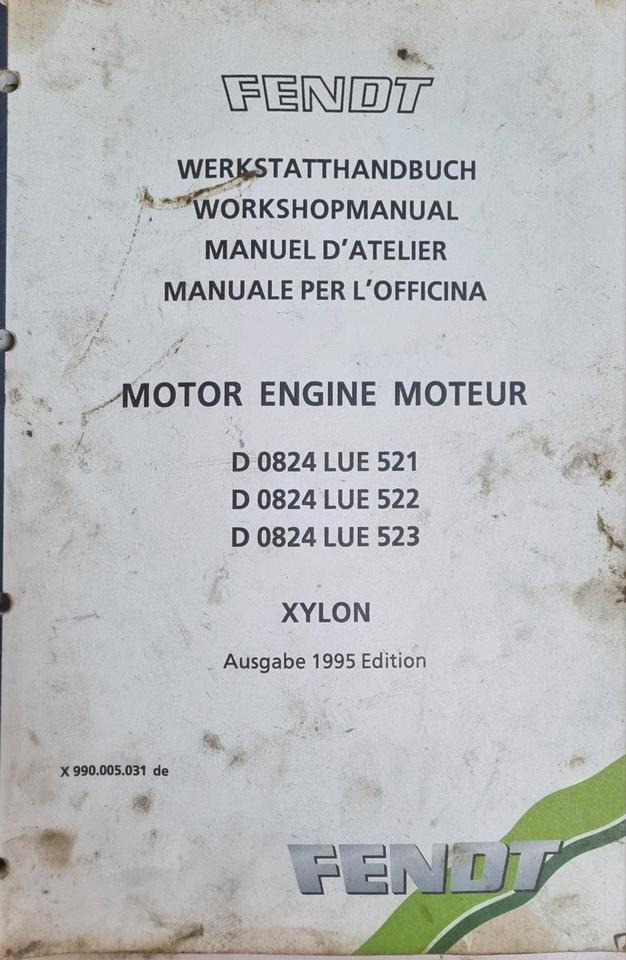 FENDT
WERKSTATTHANDBUCH
WORKSHOPMANUAL
MANUEL D'ATELIER
MANUALE PER L'OFFICINA
MOTOR ENGINE MOTEUR
D 0824 LUE 521
D 0824 LUE 522
D 0824 LUE 523
XYLON
Ausgabe 1995 Edition
X 990.005.031 de
FENDT